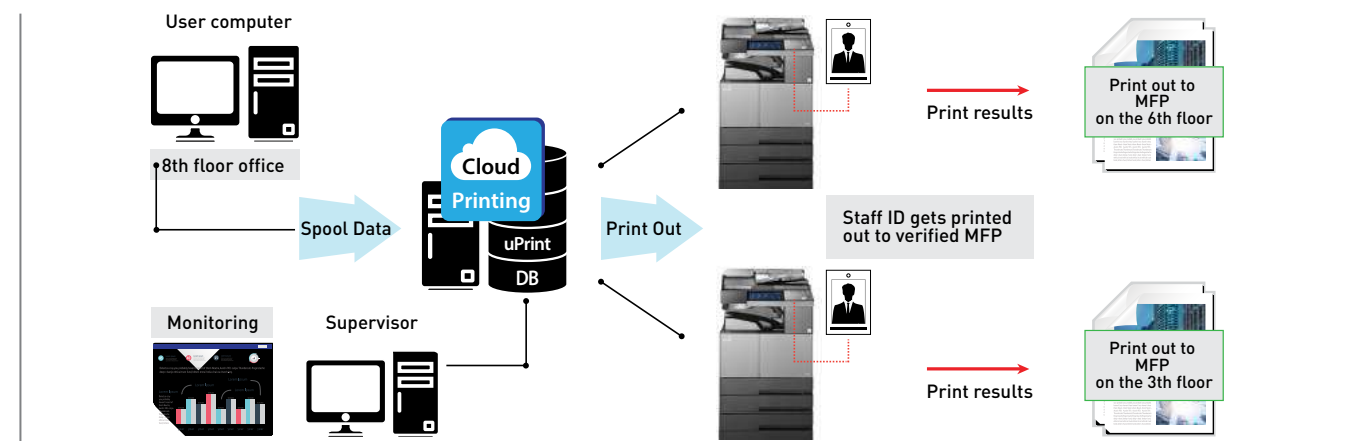 User computer
8th floor office
Spool Data
Cloud
Printing
uPrint
DB
Print Out
Print results
Print out to
MFP
on the 6th floor
Staff ID gets printed
out to verified MFP
Monitoring
Supervisor
Print results
Print out to
MFP
on the 3th floor